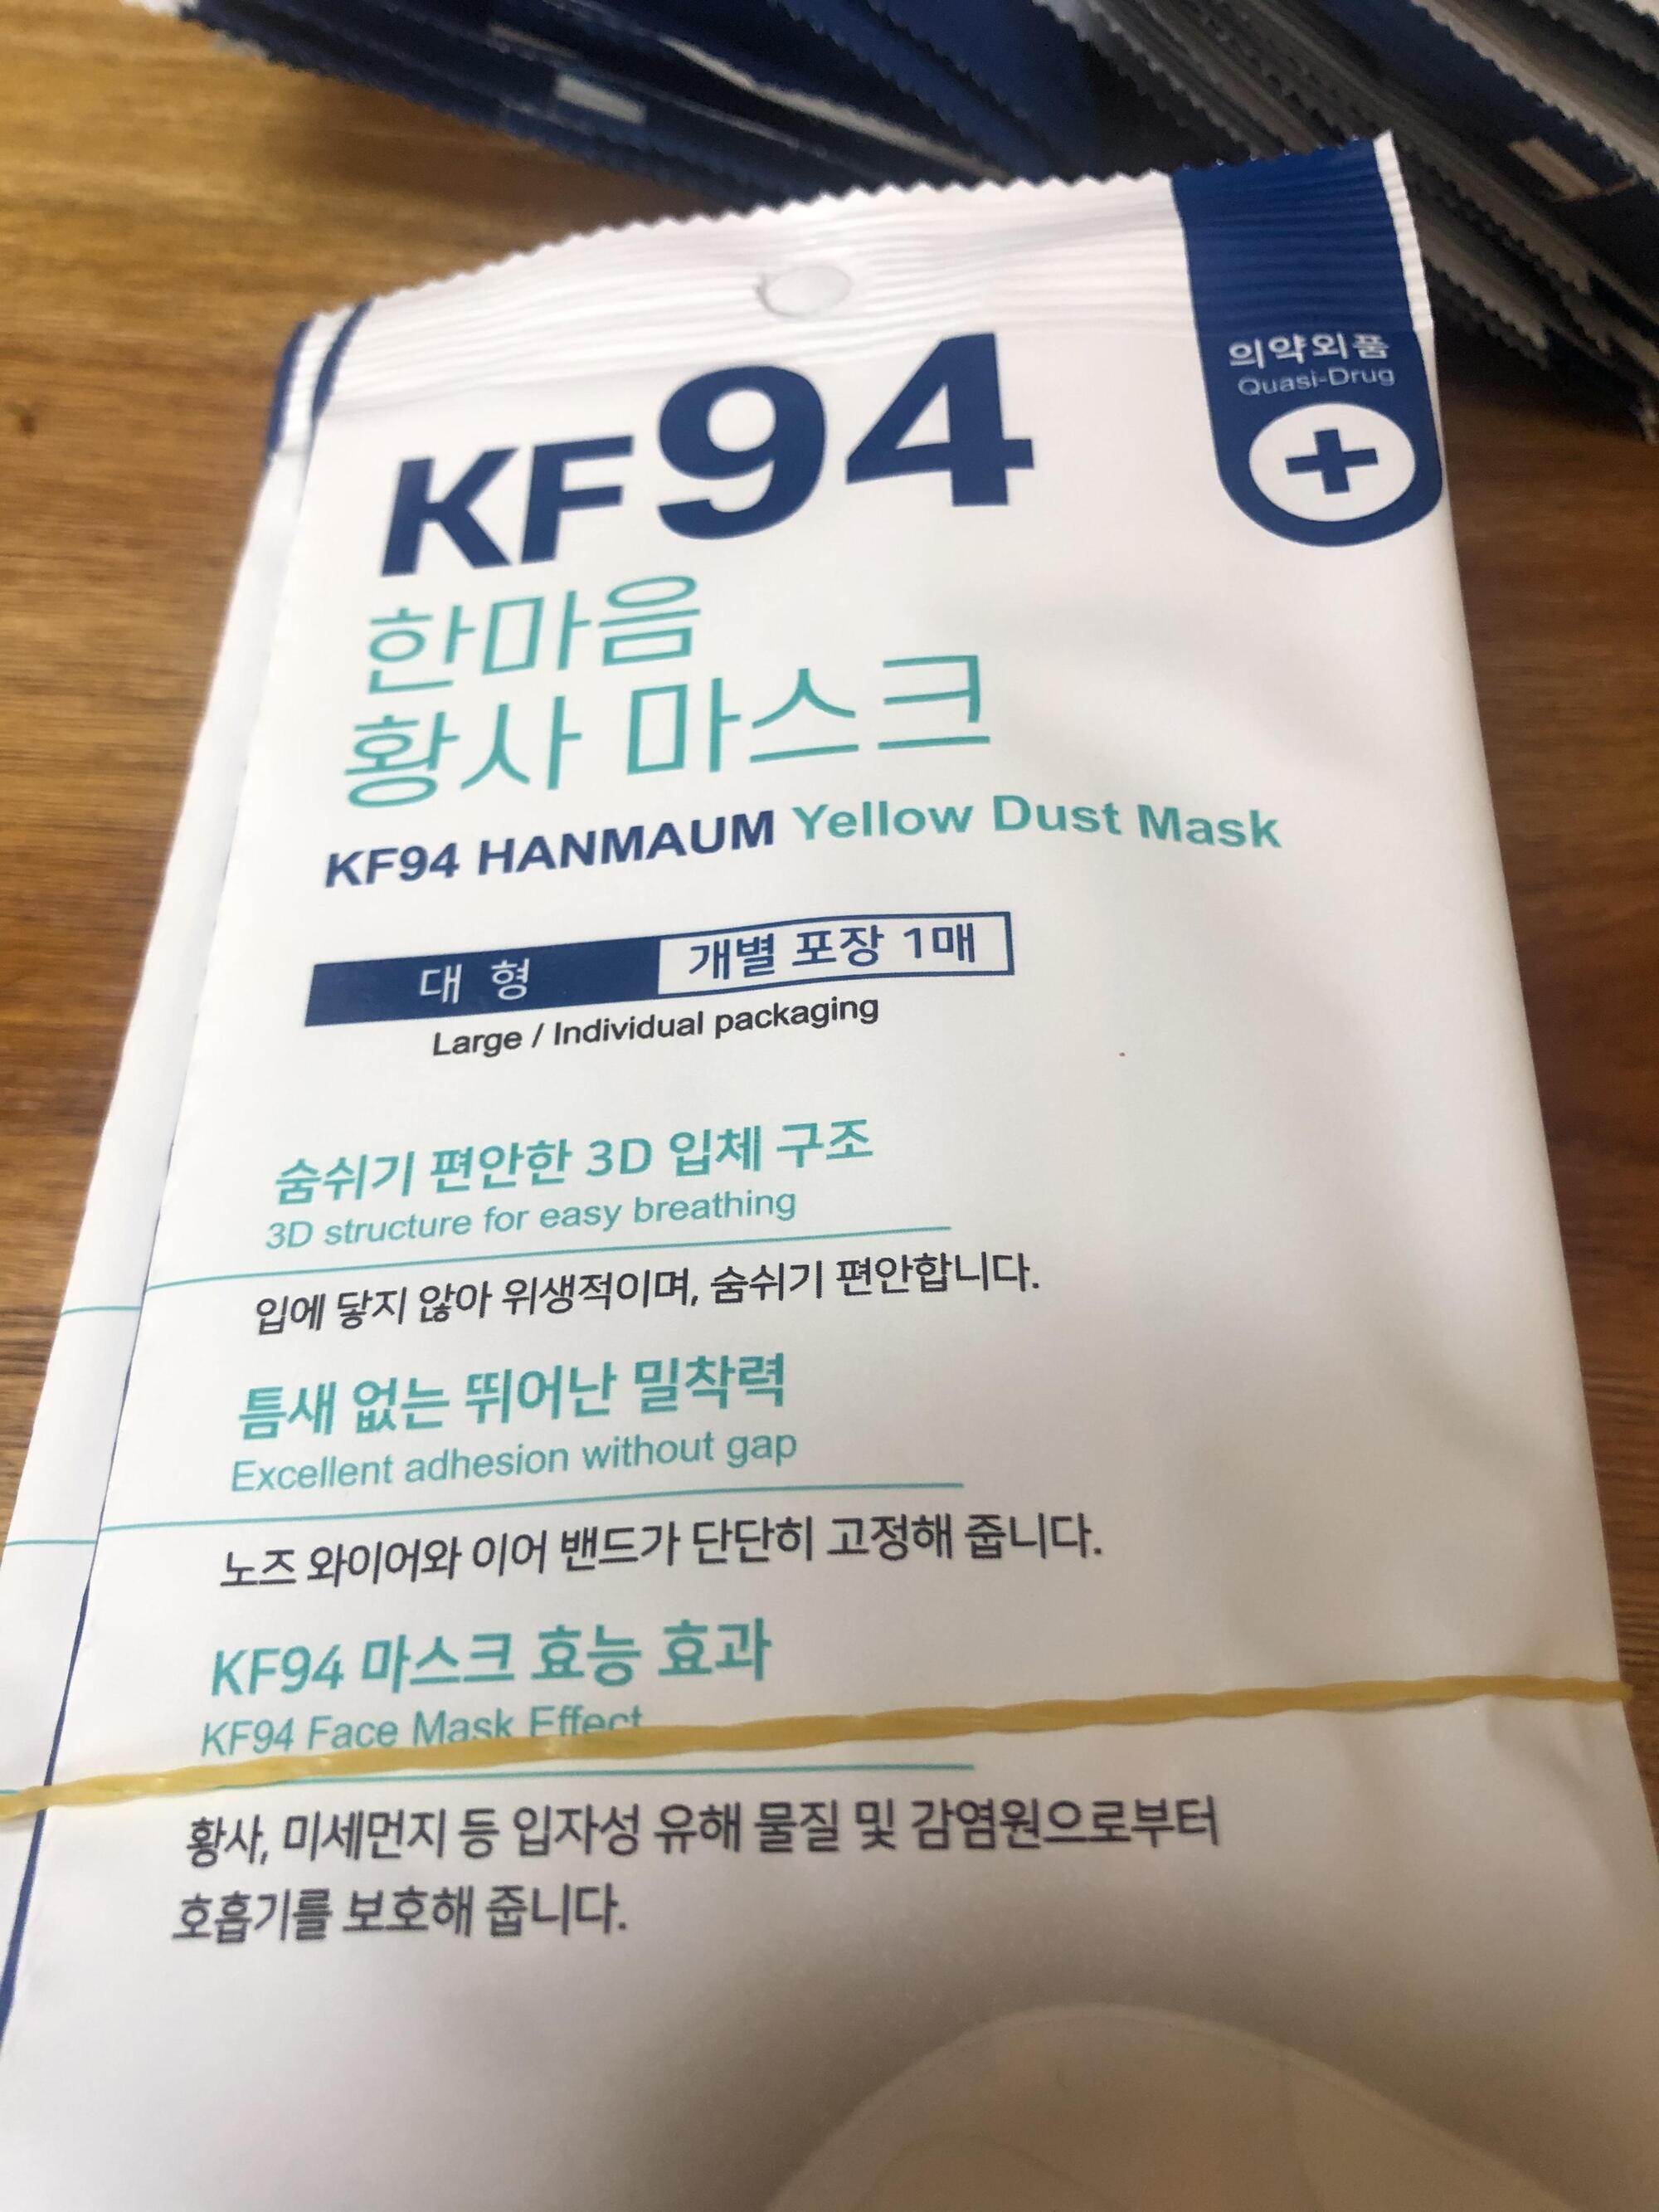 의약외품
Quasi-Drug
KF94
한마음
황사 마스크
KF94 HANMAUM Yellow Dust Mask
대 형 개별 포장 1매
Large / Individual packaging
숨쉬기 편안한 3D 입체 구조
3D structure for easy breathing
입에 닿지 않아 위생적이며, 숨쉬기 편안합니다.
틈새 없는 뛰어난 밀착력
Excellent adhesion without gap
노즈 와이어와 이어 밴드가 단단히 고정해 줍니다.
KF94 마스크 효능 효과
KF94 Face Mask Effect
황사, 미세먼지 등 입자성 유해 물질 및 감염원으로부터
호흡기를 보호해 줍니다.